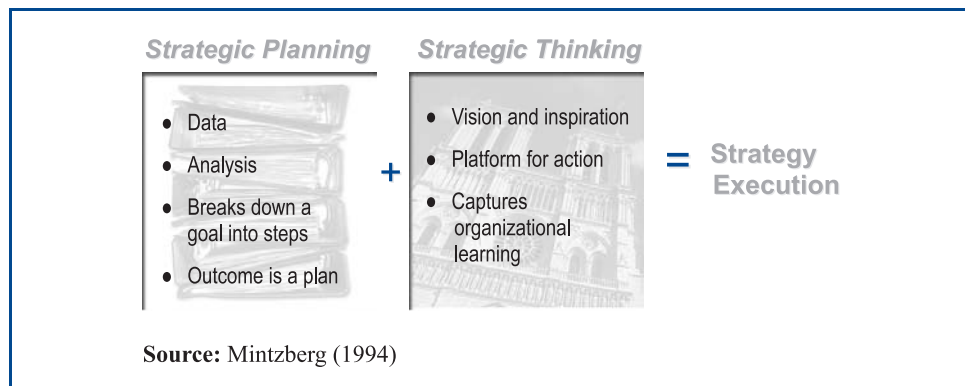 Strategic Planning
• Data
• Analysis
• Breaks down a
goal into steps
• Outcome is a plan
+
Strategic Thinking
• Vision and inspiration
• Platform for action
• Captures
organizational
learning
= Strategy
Execution
Source: Mintzberg (1994)